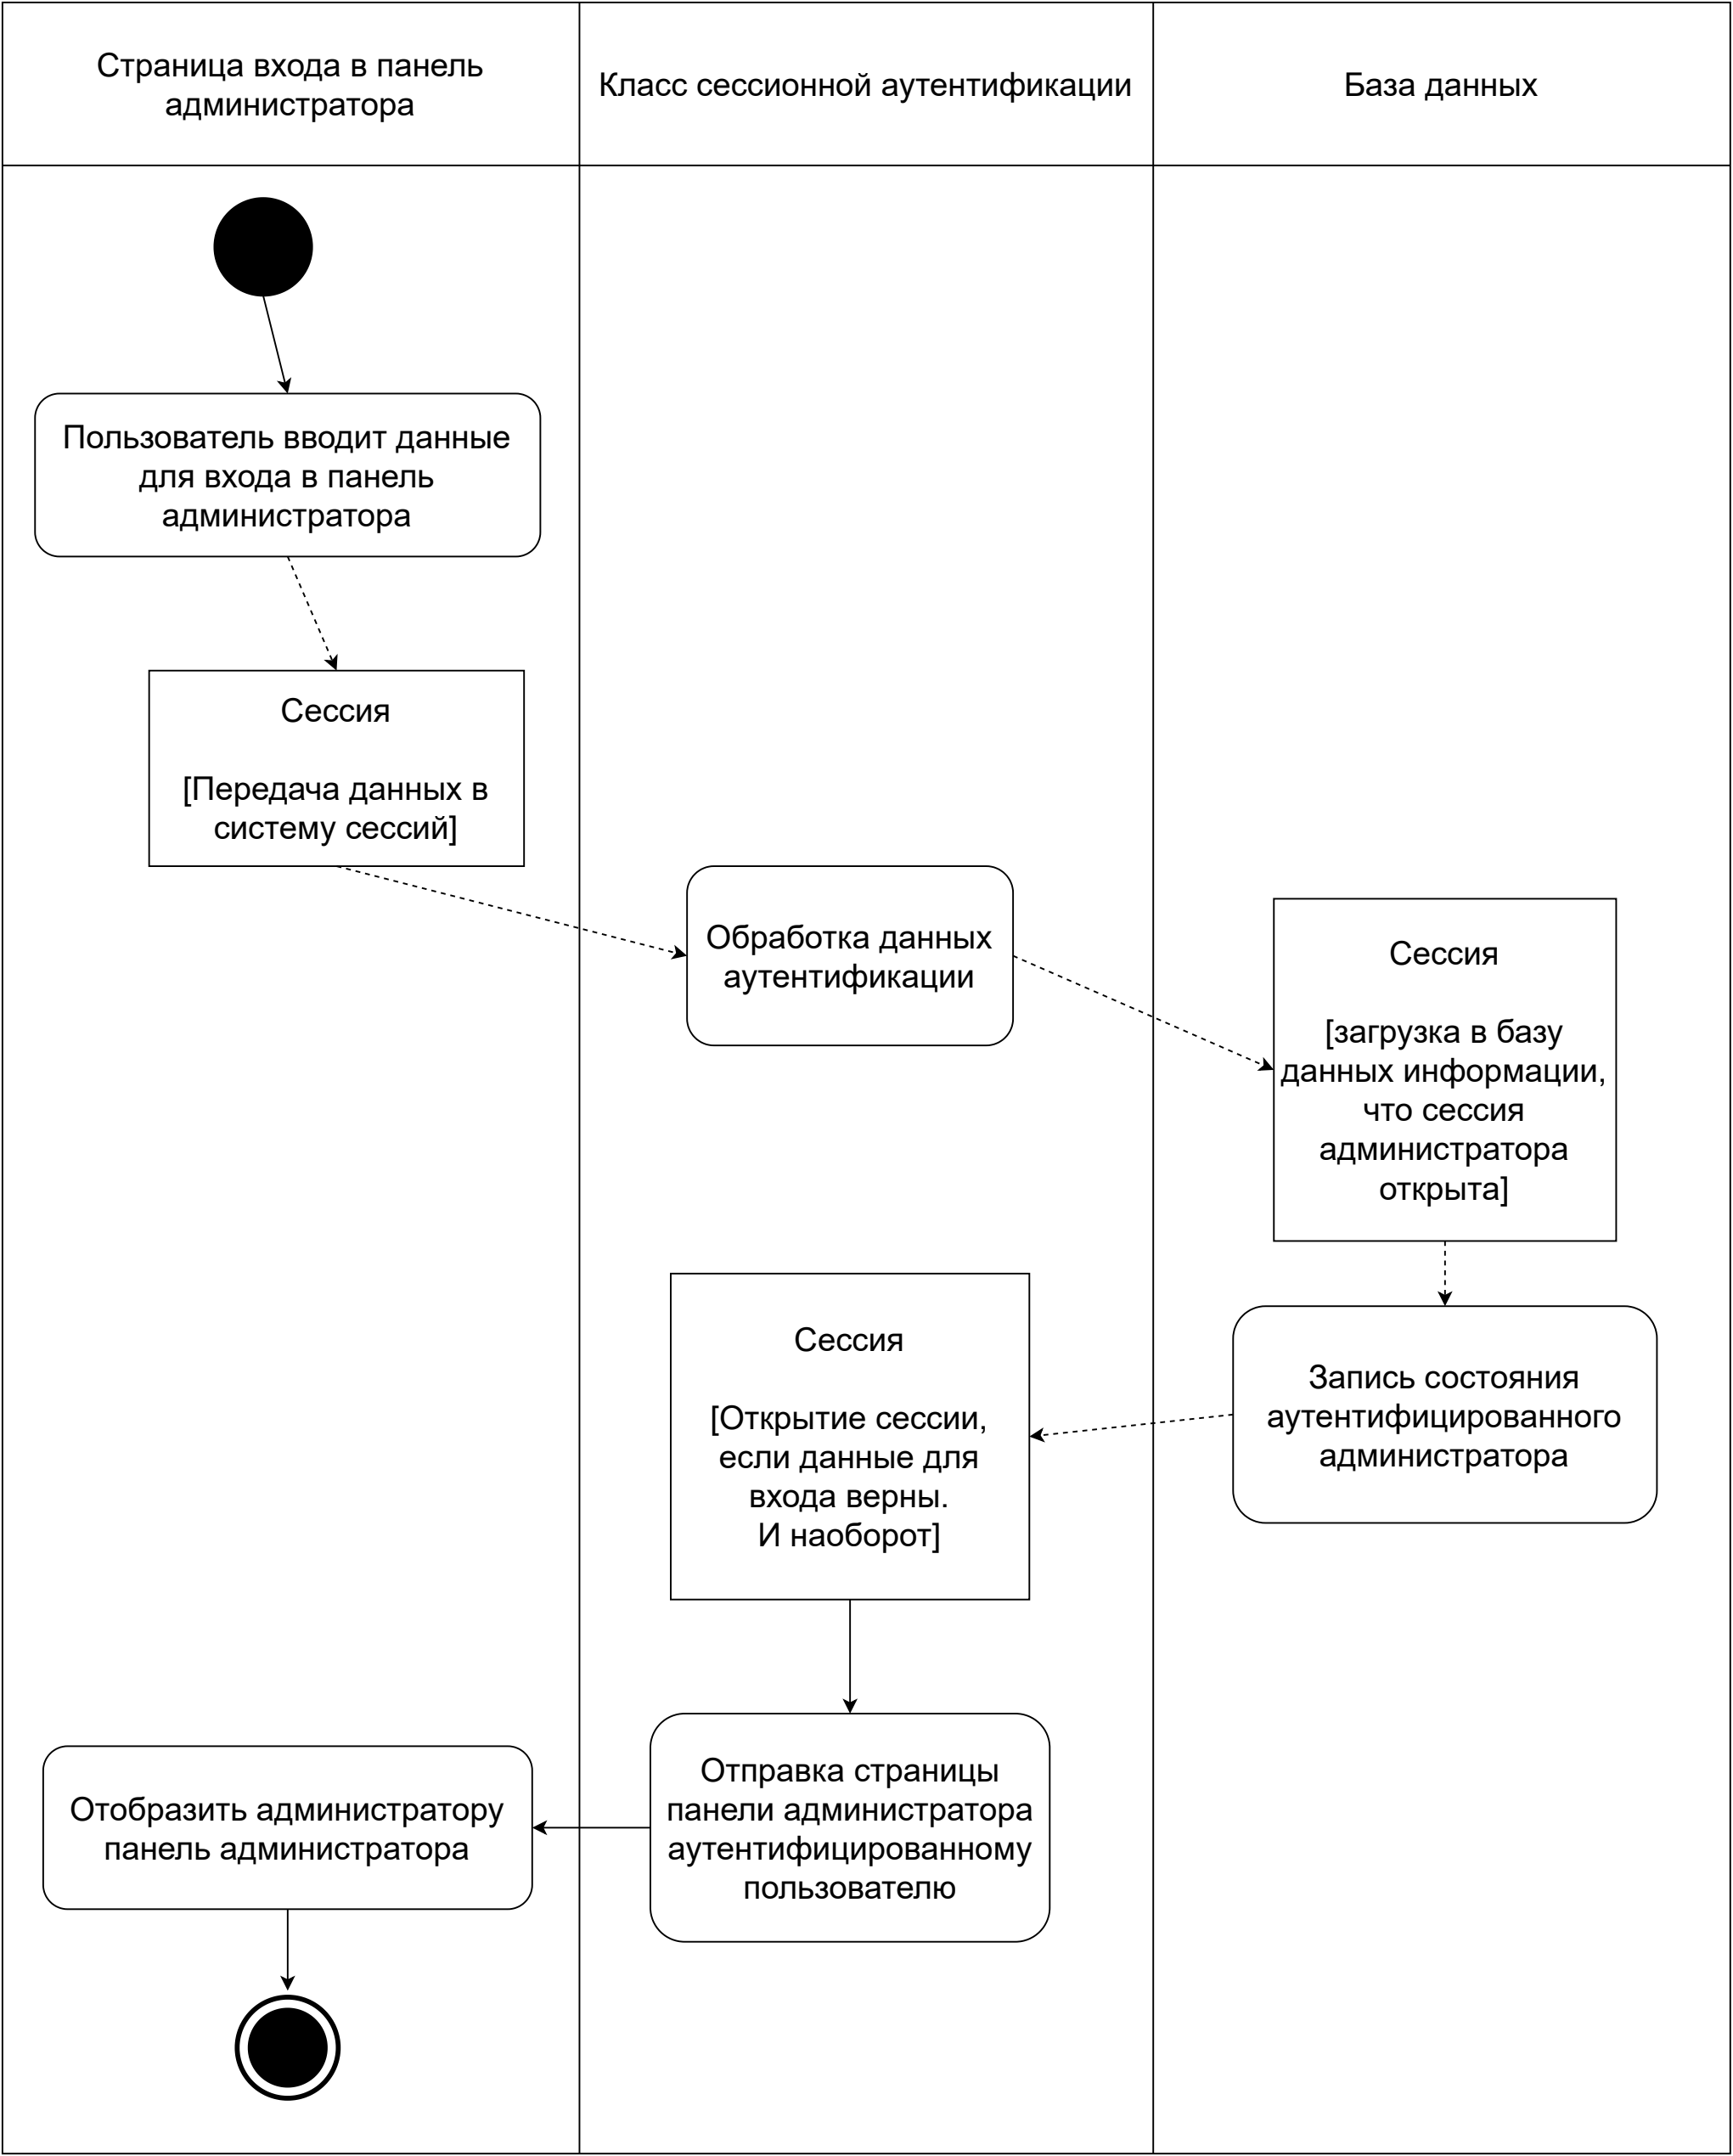 Страница входа в панель
администратора
Класс сессионной аутентификации
База данных
Пользователь вводит данные
для входа в панель
администратора
Сессия
[Передача данных в
систему сессий]
Обработка данных
аутентификации
Сессия
[загрузка в базу
данных информации,
что сессия
администратора
открыта]
Запись состояния
аутентифицированного
администратора
Сессия
[Открытие сессии,
если данные для
входа верны.
И наоборот]
Отправка страницы
панели администратора
аутентифицированному
пользователю
Отобразить администратору
панель администратора